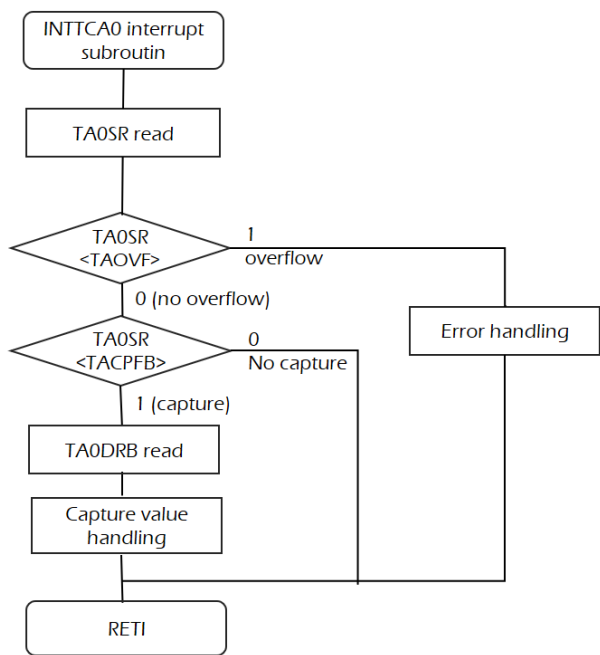 INTTCA0 interrupt
subroutin
TA0SR read
TA0SR
<TAOVF>
1
overflow
0 (no overflow)
Error handling
TA0SR
<TACPFB>
0
No capture
1 (capture)
TA0DRB read
Capture value
handling
RETI